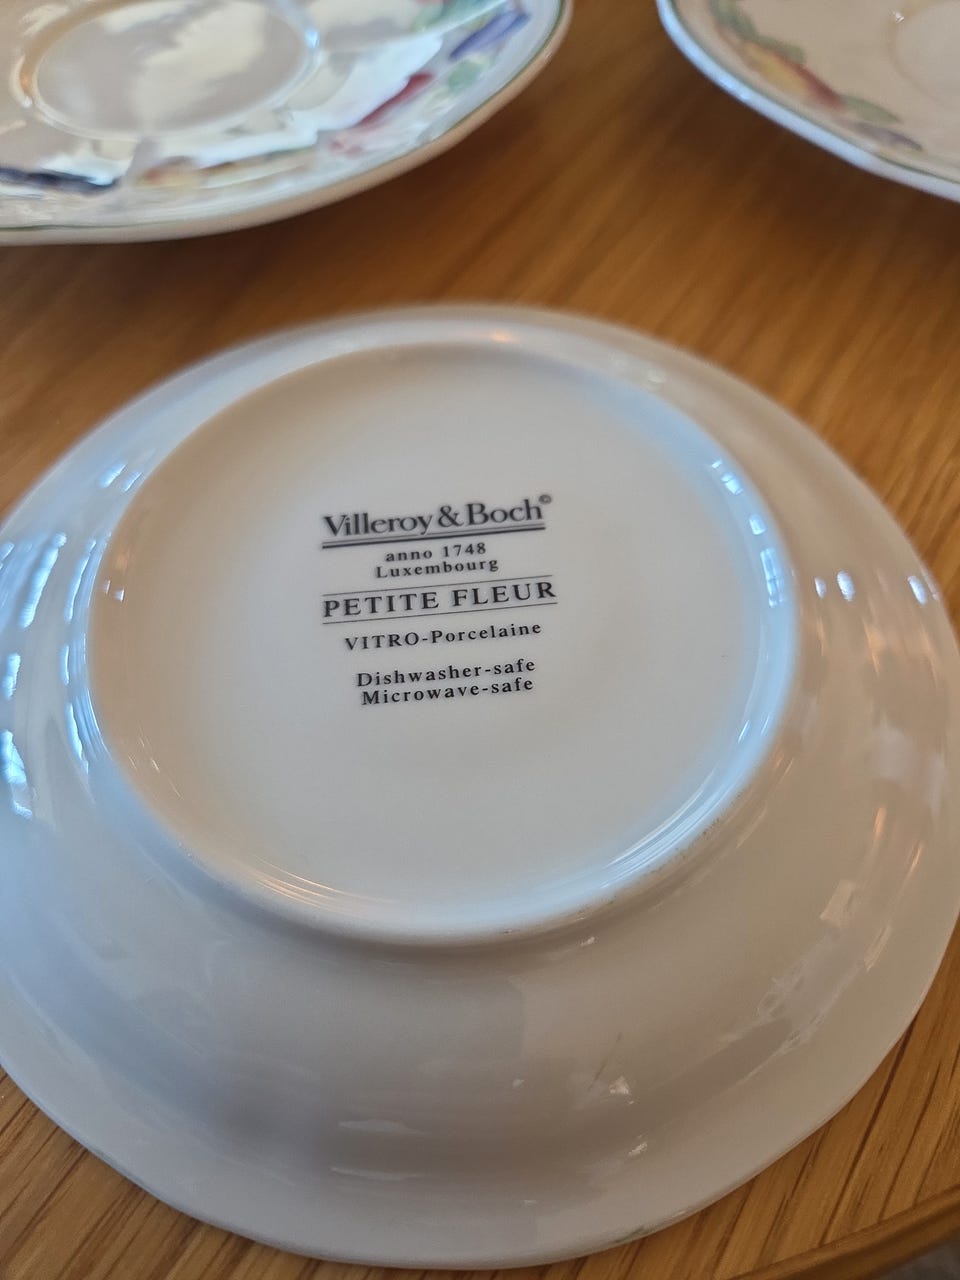 Villeroy & Boch©
anno 1748
Luxembourg
PETITE FLEUR
VITRO-Porcelaine
Dishwasher-safe
Microwave-safe